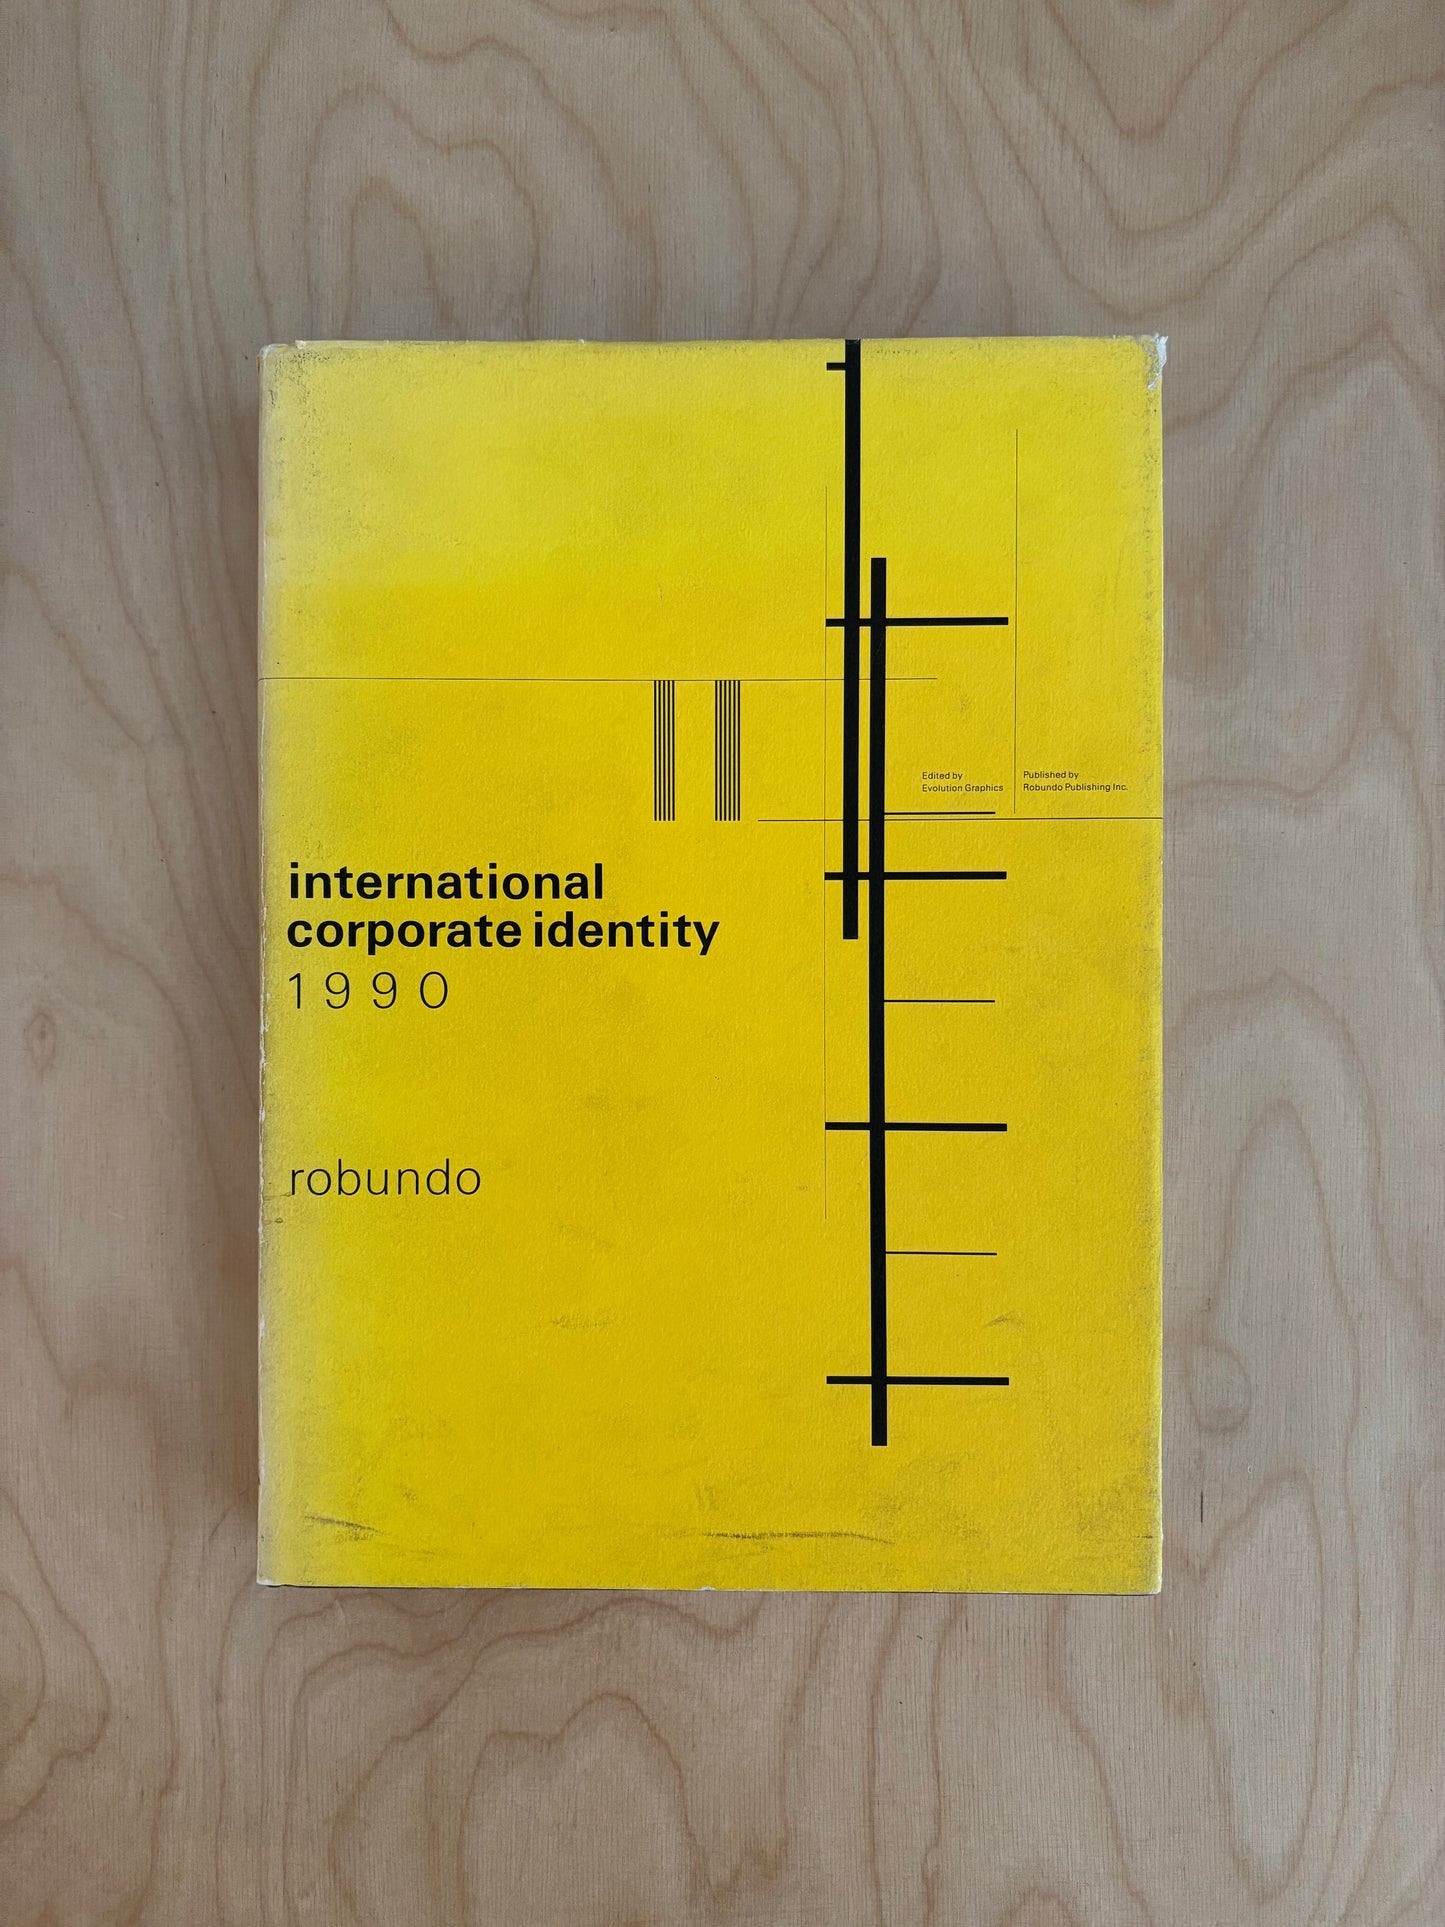 Edited by
Evolution Graphics
Published by
Robundo Publishing Inc.
international
corporate identity
1990
robundo